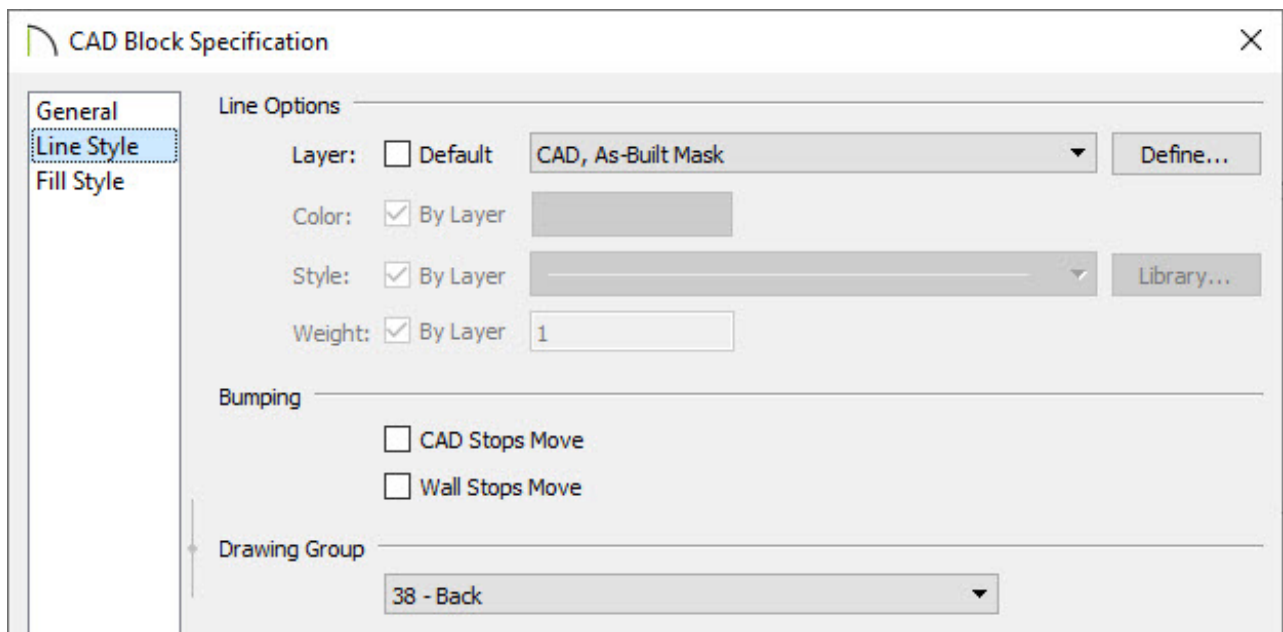 CAD Block Specification
General
Line Style
Fill Style
Line Options
Layer: Default CAD, As-Built Mask Define...
Color: By Layer
Style: By Layer Library...
Weight: By Layer 1
Bumping
CAD Stops Move
Wall Stops Move
Drawing Group
38 - Back